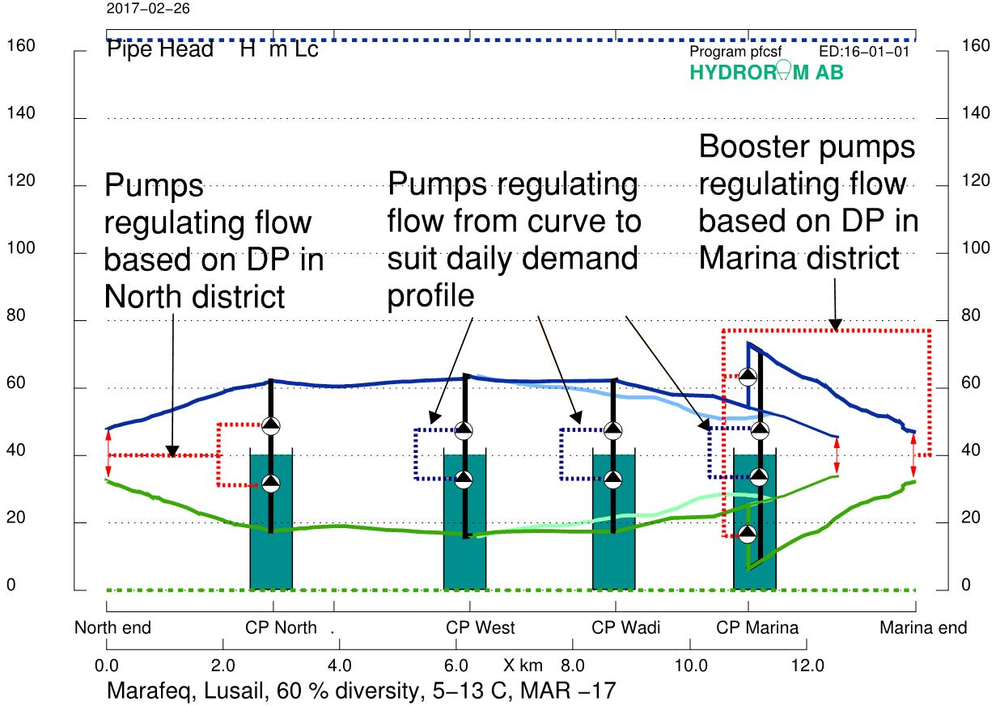 2017−02−26
160
160
Pipe Head H m Lc
Program pfcsf ED:16−01−01
HYDRORAM AB
140
140
Booster pumps
regulating flow
based on DP in
Marina district
Pumps
regulating flow
based on DP in
North district
Pumps regulating
flow from curve to
suit daily demand
profile
120
120
100
100
80
80
60
60
40
40
20
20
0
0
North end CP North . CP West CP Wadi CP Marina Marina end
0.0 2.0 4.0 6.0 X km 8.0 10.0 12.0
Marafeq, Lusail, 60 % diversity, 5−13 C, MAR −17